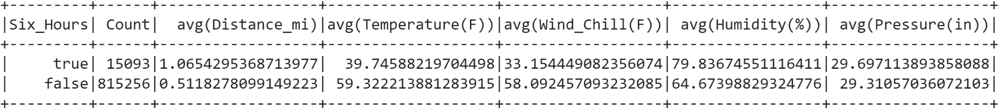 +---------+------+------------------+-------------------+------------------+-----------------+------------------+
|Six_Hours| Count|  avg(Distance_mi)|avg(Temperature(F))|avg(Wind_Chill(F))| avg(Humidity(%))| avg(Pressure(in))|
+---------+------+------------------+-------------------+------------------+-----------------+------------------+
|     true| 15093|1.0654295368713977|  39.74588219704498|33.154449082356074|79.83674551116411|29.697113893858088|
|    false|815256|0.5118278099149223| 59.322213881283915|58.092457093232085|64.67398829324776| 29.31057036072103|
+---------+------+------------------+-------------------+------------------+-----------------+------------------+